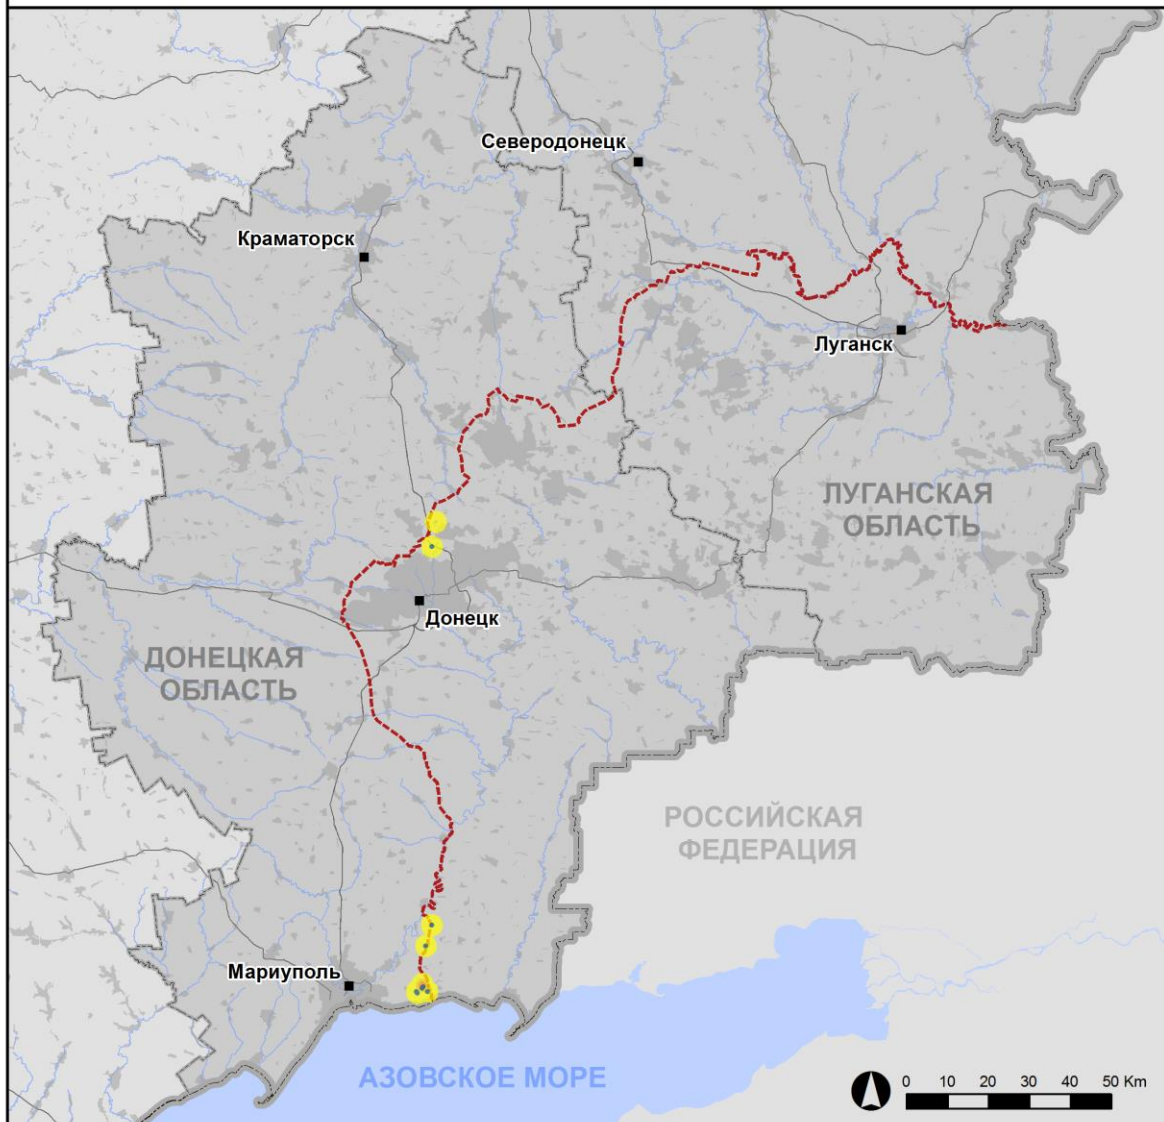 Северодонецк
Краматорск
Луганск
ЛУГАНСКАЯ
ОБЛАСТЬ
Донецк
ДОНЕЦКАЯ
ОБЛАСТЬ
РОССИЙСКАЯ
ФЕДЕРАЦИЯ
Мариуполь
АЗОВСКОЕ МОРЕ
0 10 20 30 40 50 Km